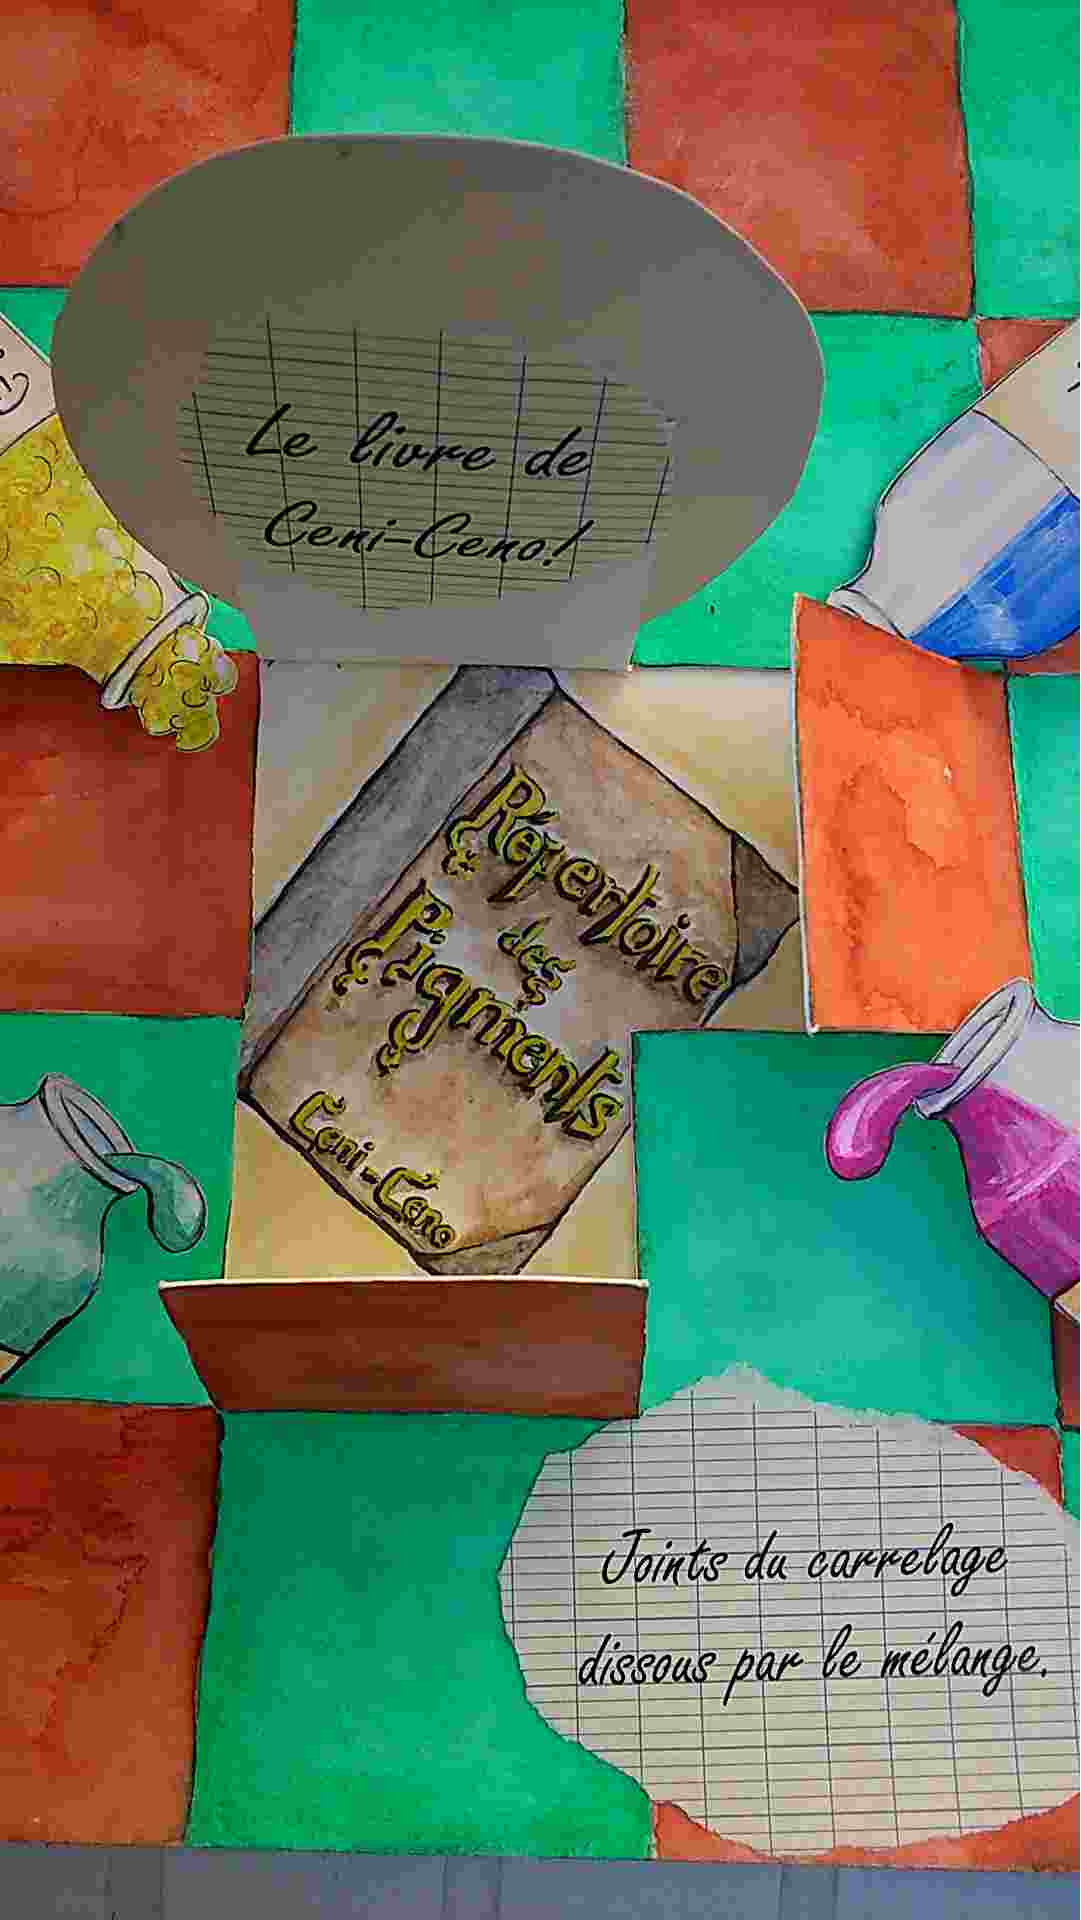 Le livre de
Ceni-Ceno!
Répertoire
des
Pigments
Ceni-Ceno
Joints du carrelage
dissous par le mélange.